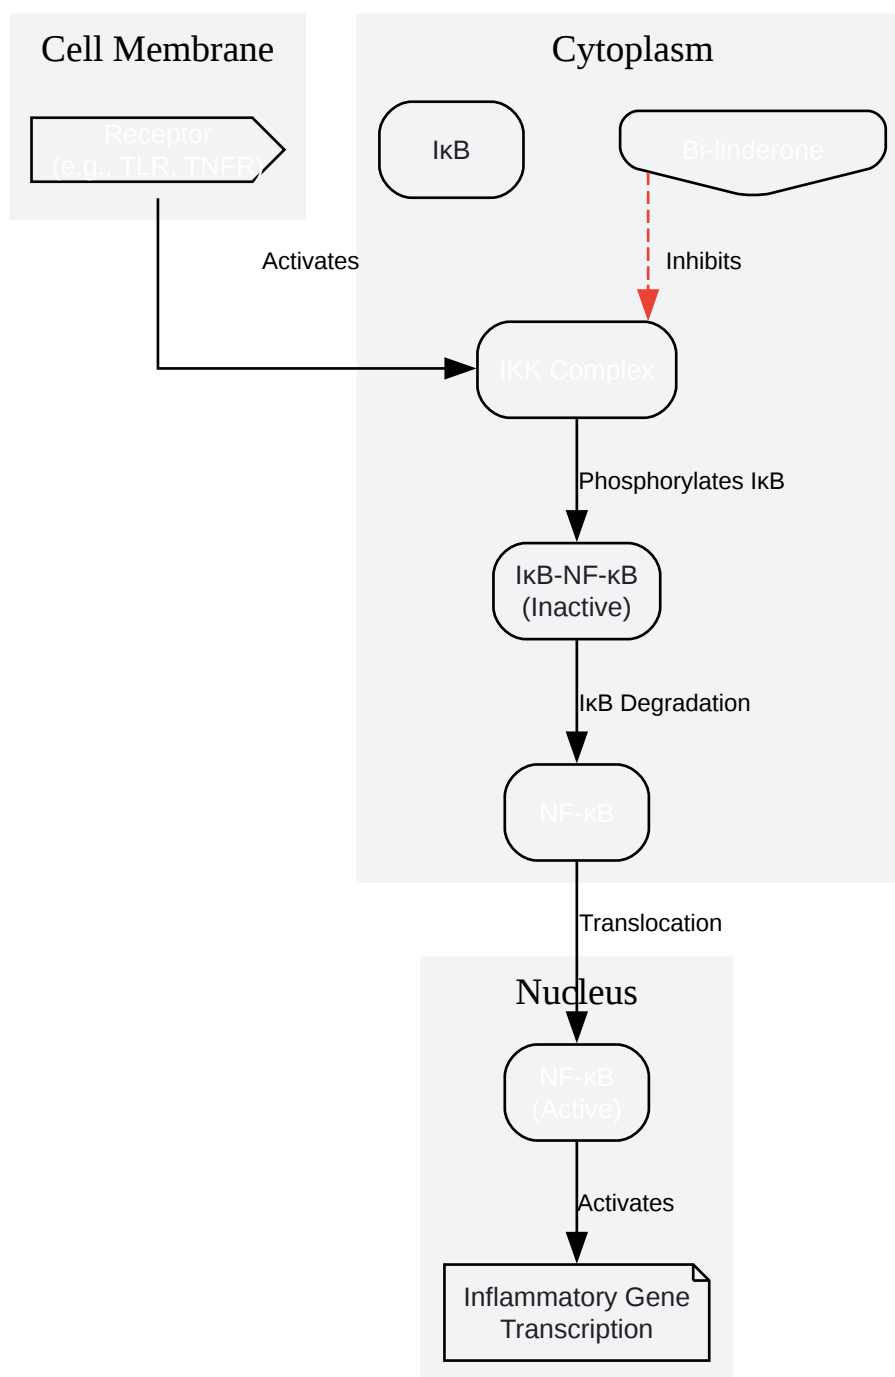 Cell Membrane
Cytoplasm
Receptor
(e.g., TLR, TNFR)
IκB
Bi-linderone
Activates
Inhibits
IKK Complex
Phosphorylates IκB
IκB-NF-κB
(Inactive)
IκB Degradation
NF-κB
Translocation
Nucleus
NF-κB
(Active)
Activates
Inflammatory Gene
Transcription